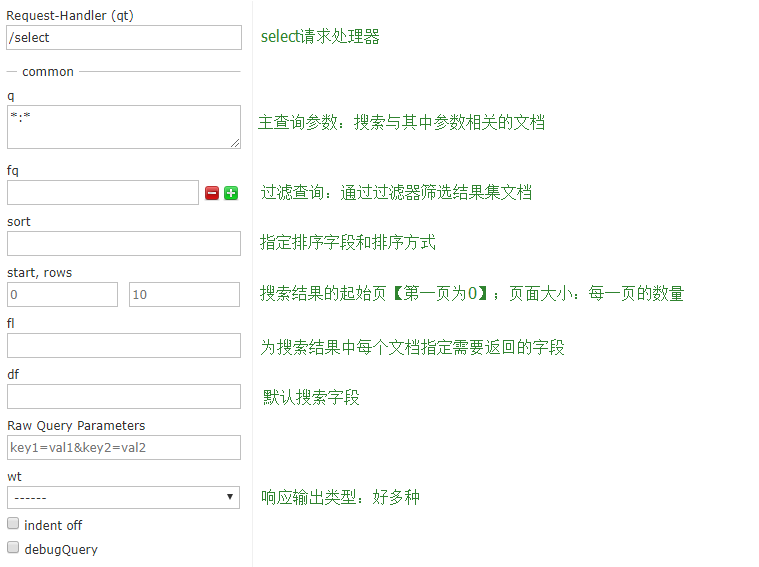 Request-Handler (qt)
/select
select请求处理器
common
q
*:*
主查询参数：搜索与其中参数相关的文档
fq
过滤查询：通过过滤器筛选结果集文档
sort
指定排序字段和排序方式
start, rows
0 10
搜索结果的起始页【第一页为0】；页面大小：每一页的数量
fl
为搜索结果中每个文档指定需要返回的字段
df
默认搜索字段
Raw Query Parameters
key1=val1&key2=val2
wt
------
响应输出类型：好多种
indent off
debugQuery